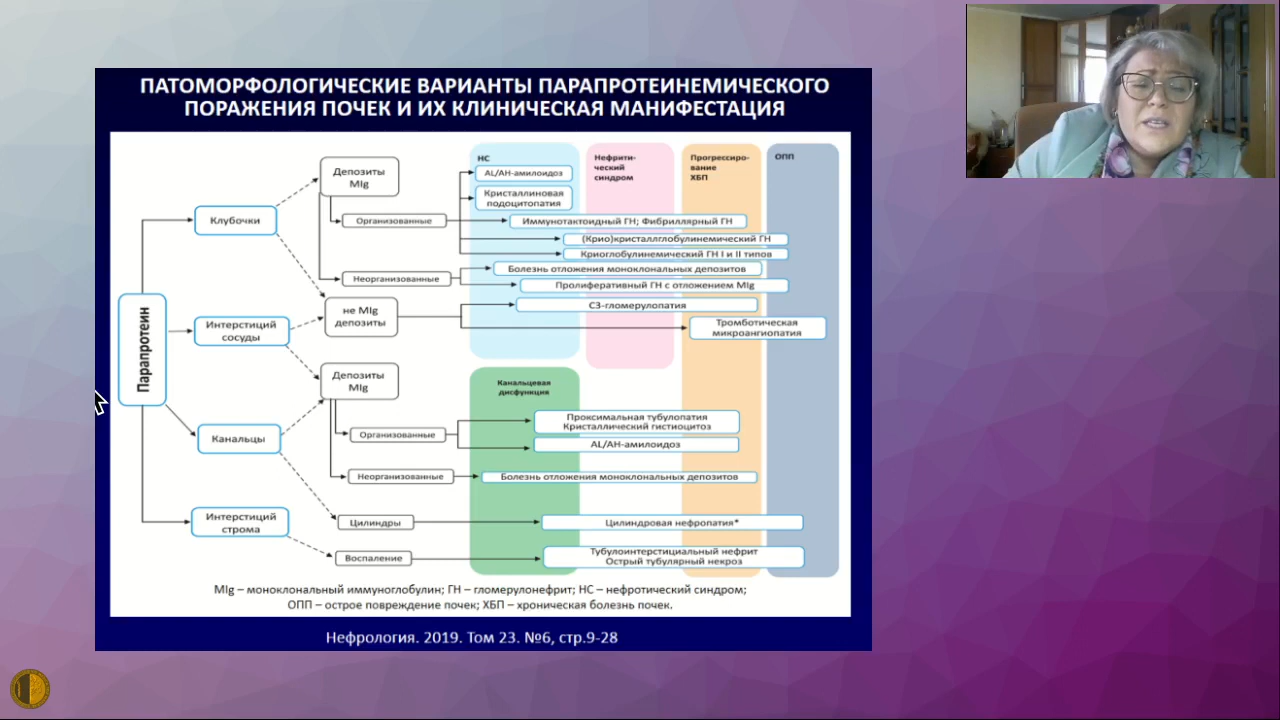 ПАТОМОРФОЛОГИЧЕСКИЕ ВАРИАНТЫ ПАРАПРОТЕИНЕМИЧЕСКОГО
ПОРАЖЕНИЯ ПОЧЕК И ИХ КЛИНИЧЕСКАЯ МАНИФЕСТАЦИЯ
НС
Нефрити-
ческий
синдром
Прогрессиро-
вание
ХБП
ОПП
Парапротеин
Клубочки
Интерстиций
сосуды
Канальцы
Интерстиций
строма
Депозиты
MIg
Организованные
Неорганизованные
не MIg
депозиты
Депозиты
MIg
Организованные
Неорганизованные
Цилиндры
Воспаление
AL/AH-амилоидоз
Кристаллиновая
подоцитопатия
Иммунотактоидный ГН; Фибриллярный ГН
(Крио)кристаллглобулинемический ГН
Криоглобулинемический ГН I и II типов
Болезнь отложения моноклональных депозитов
Пролиферативный ГН с отложением MIg
С3-гломерулопатия
Тромботическая
микроангиопатия
Канальцевая
дисфункция
Проксимальная тубулопатия
Кристаллический гистиоцитоз
AL/AH-амилоидоз
Болезнь отложения моноклональных депозитов
Цилиндровая нефропатия*
Тубулоинтерстициальный нефрит
Острый тубулярный некроз
MIg – моноклональный иммуноглобулин; ГН – гломерулонефрит; НС – нефротический синдром;
ОПП – острое повреждение почек; ХБП – хроническая болезнь почек.
Нефрология. 2019. Том 23. №6, стр.9-28